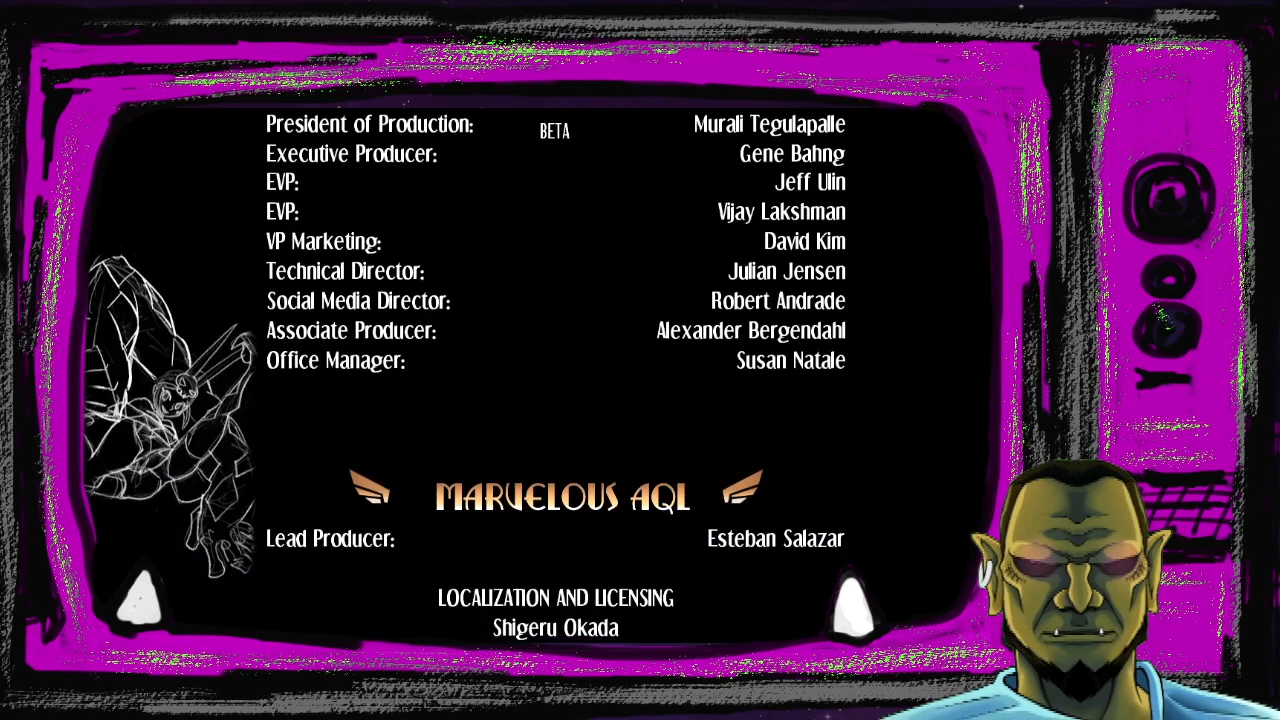 President of Production: BETA Murali Tegulapalle
Executive Producer: Gene Bahng
EVP: Jeff Ulin
EVP: Vijay Lakshman
VP Marketing: David Kim
Technical Director: Julian Jensen
Social Media Director: Robert Andrade
Associate Producer: Alexander Bergendahl
Office Manager: Susan Natale
MARVELOUS AQL
Lead Producer: Esteban Salazar
LOCALIZATION AND LICENSING
Shigeru Okada